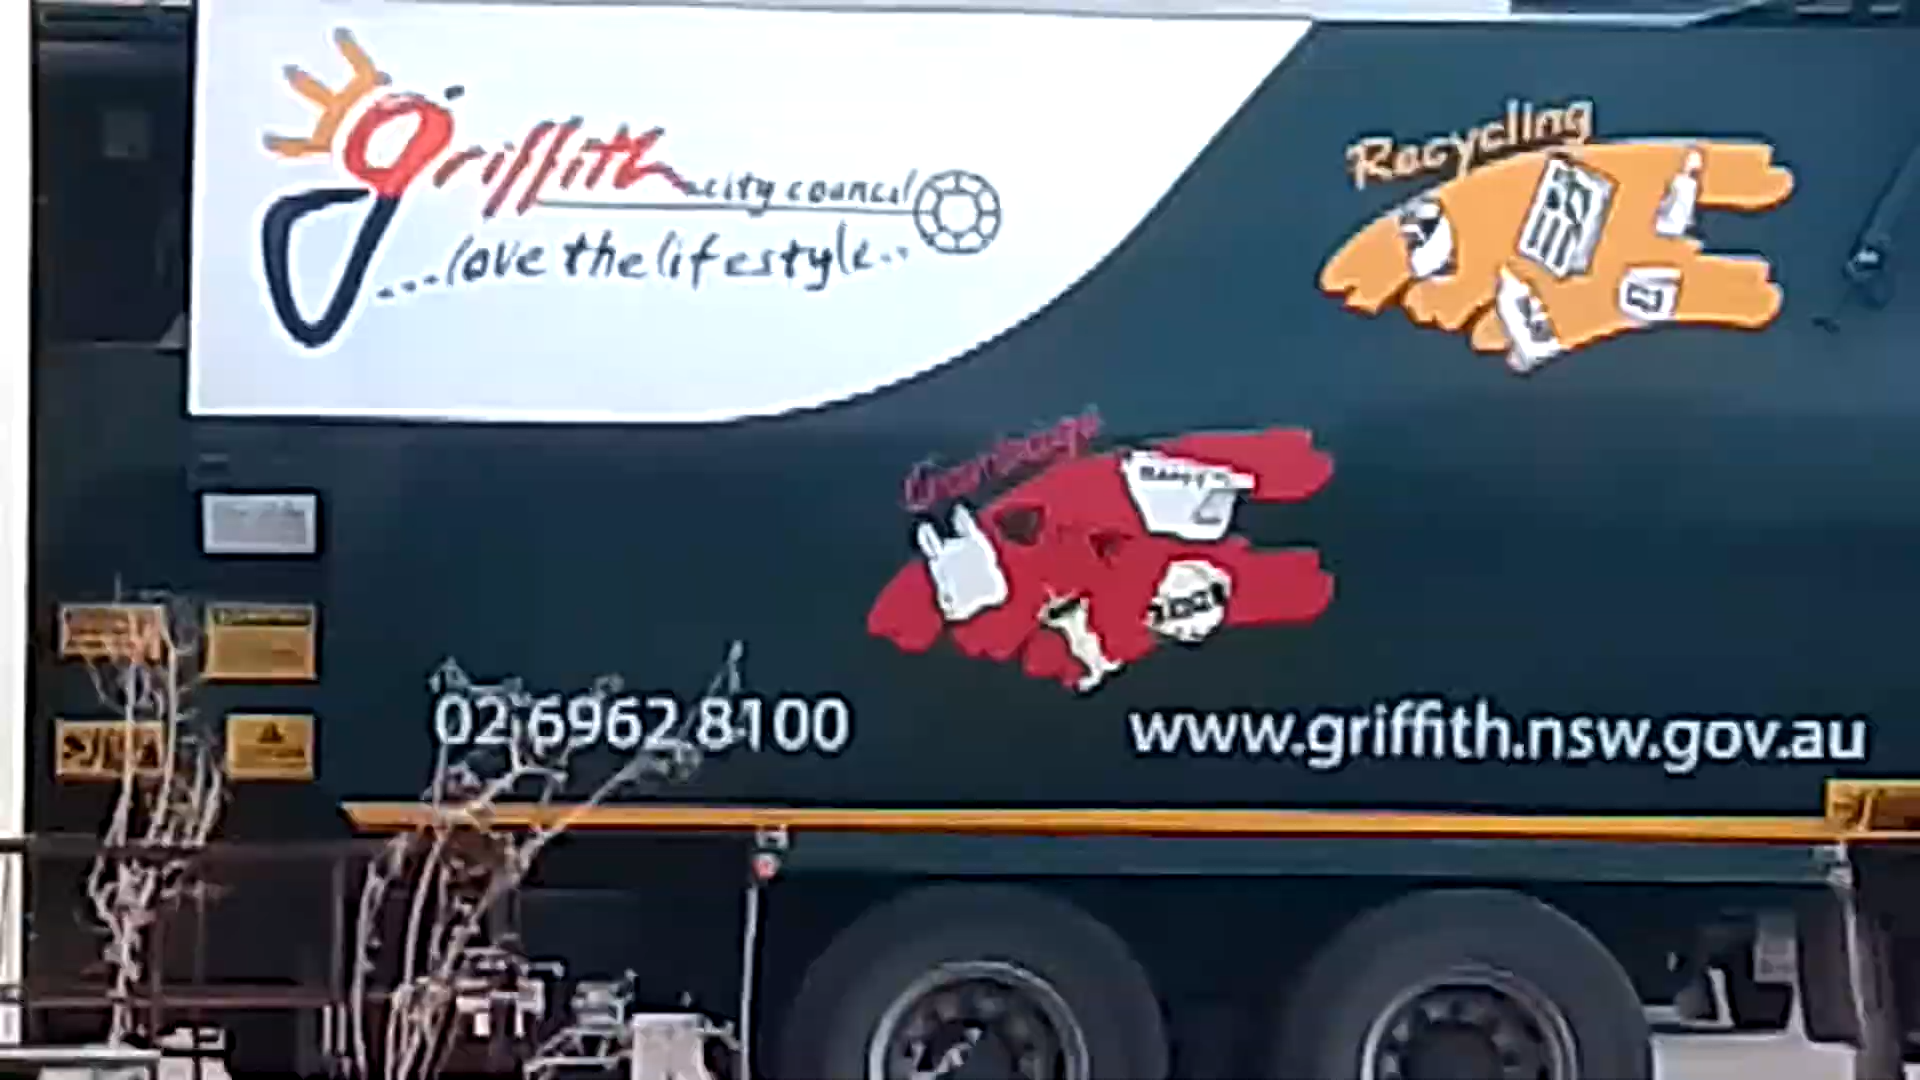 griffith city council
...love the lifestyle...
Recycling
Garbage
02 6962 8100
www.griffith.nsw.gov.au